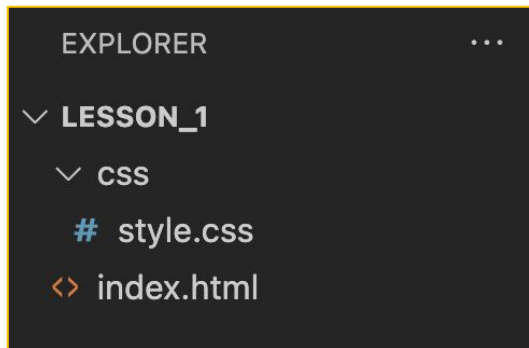 EXPLORER ...
LESSON_1
css
# style.css
<> index.html